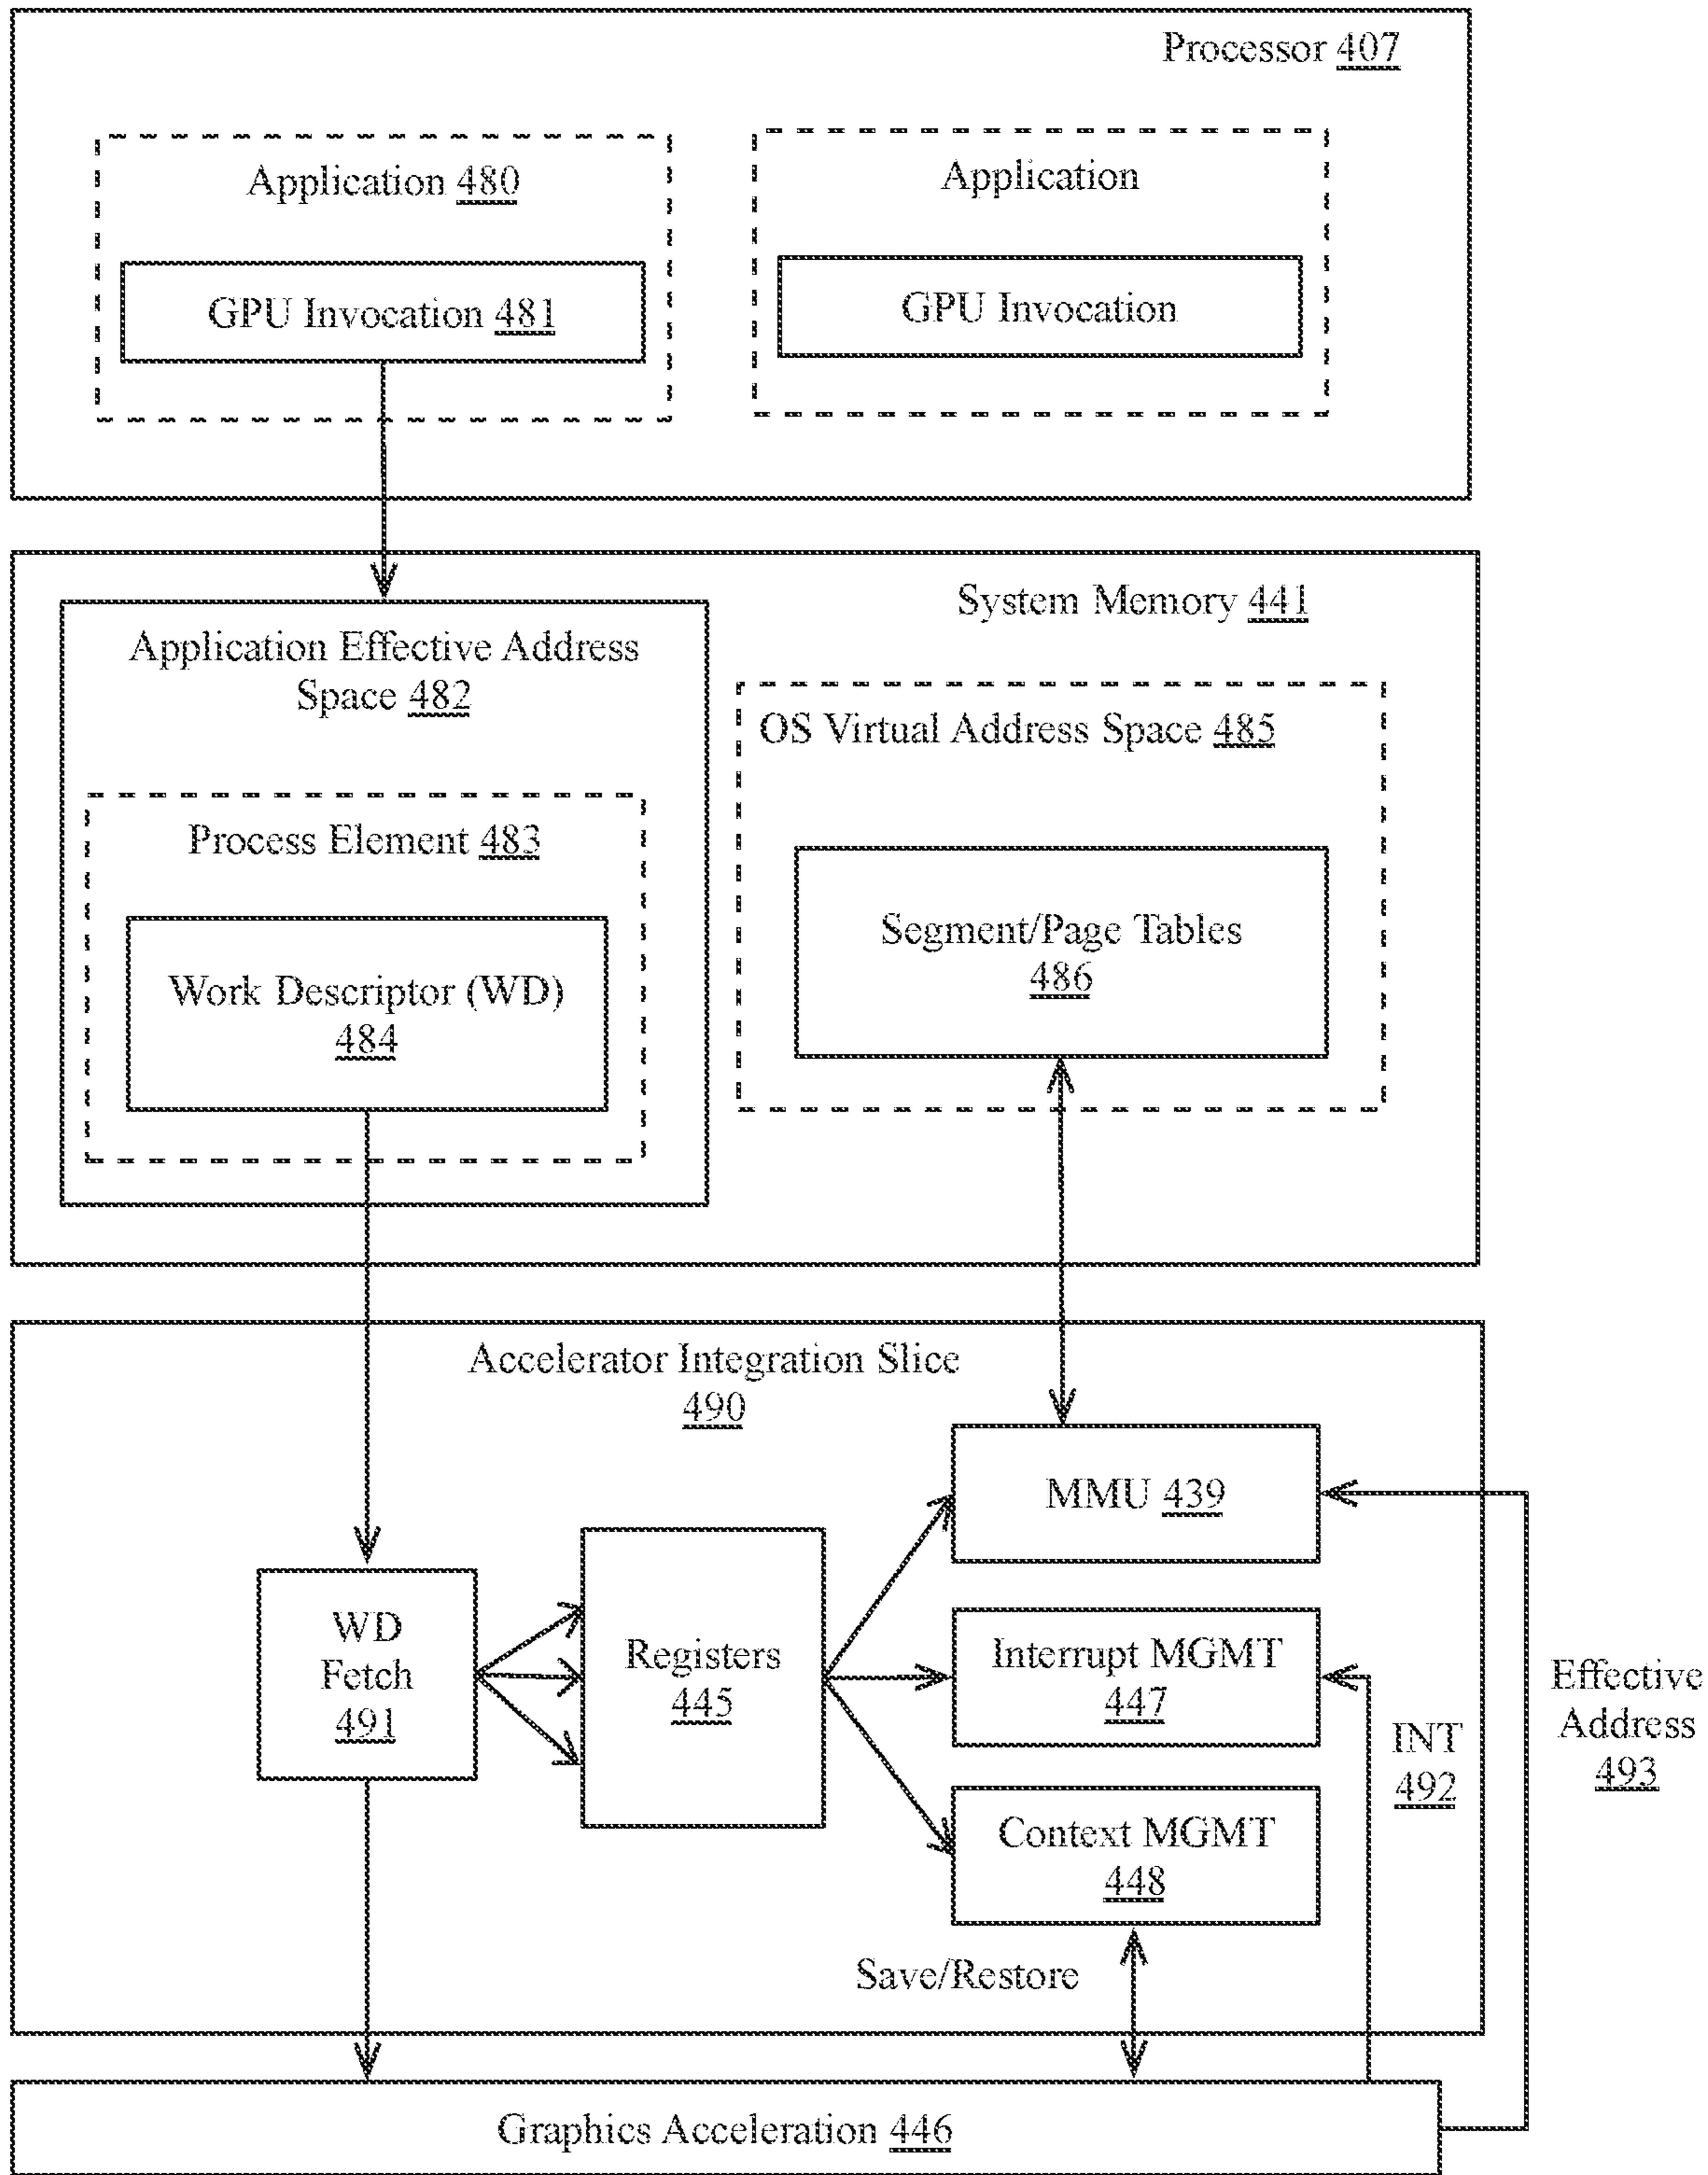 Processor 407
Application 480
Application
GPU Invocation 481
GPU Invocation
System Memory 441
Application Effective Address
Space 482
OS Virtual Address Space 485
Process Element 483
Segment/Page Tables
486
Work Descriptor (WD)
484
Accelerator Integration Slice
490
MMU 439
WD
Fetch
491
Registers
445
Interrupt MGMT
447
Effective
Address
493
INT
492
Context MGMT
448
Save/Restore
Graphics Acceleration 446